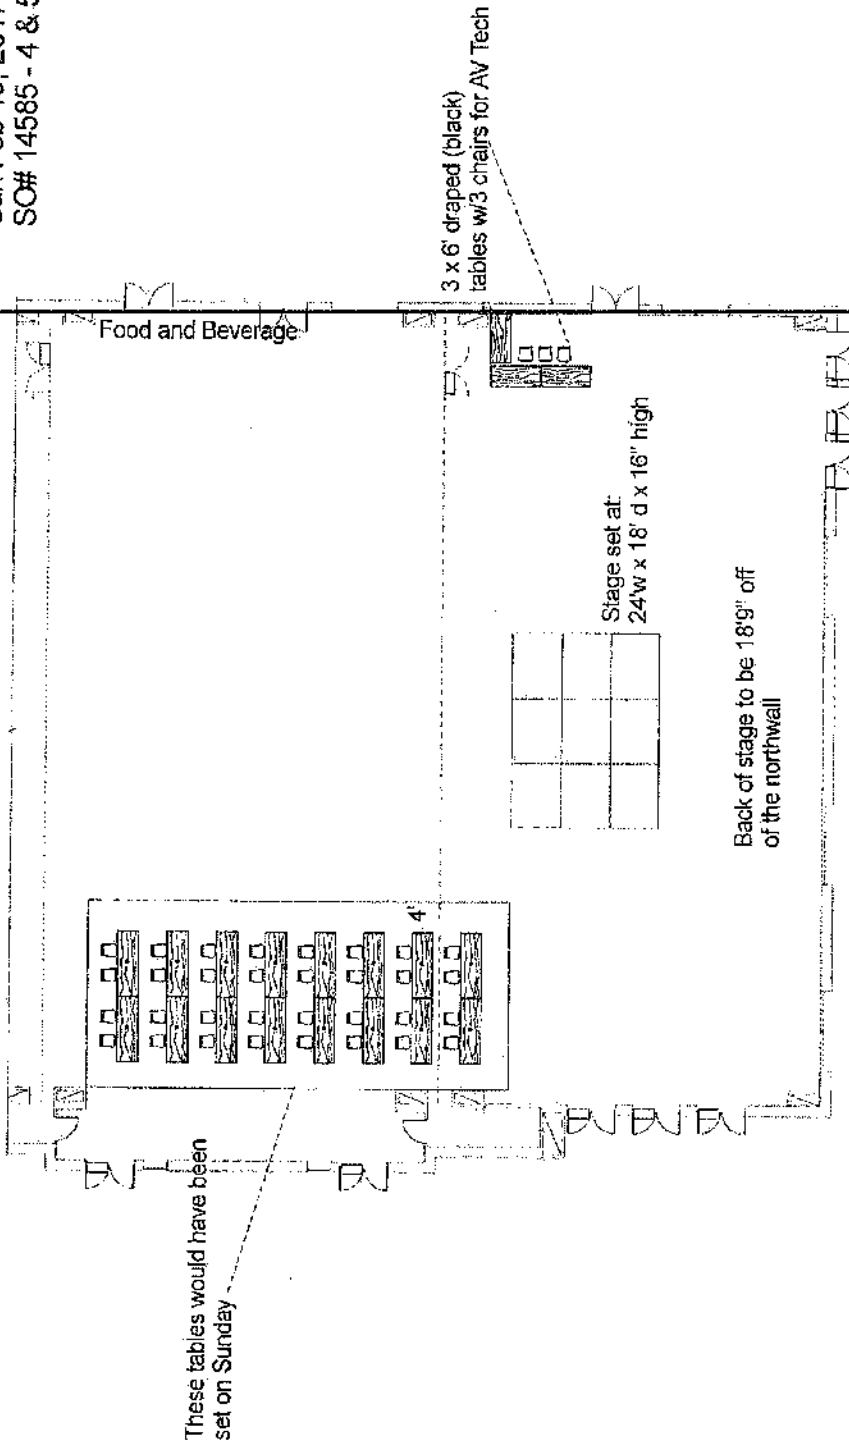 SO# 14585 - 4 & 5
3 x 6' draped (black)
tables w/3 chairs for AV Tech
Food and Beverage
Stage set at:
24'w x 18' d x 16" high
Back of stage to be 18'9" off
of the northwall
4'
These tables would have been
set on Sunday